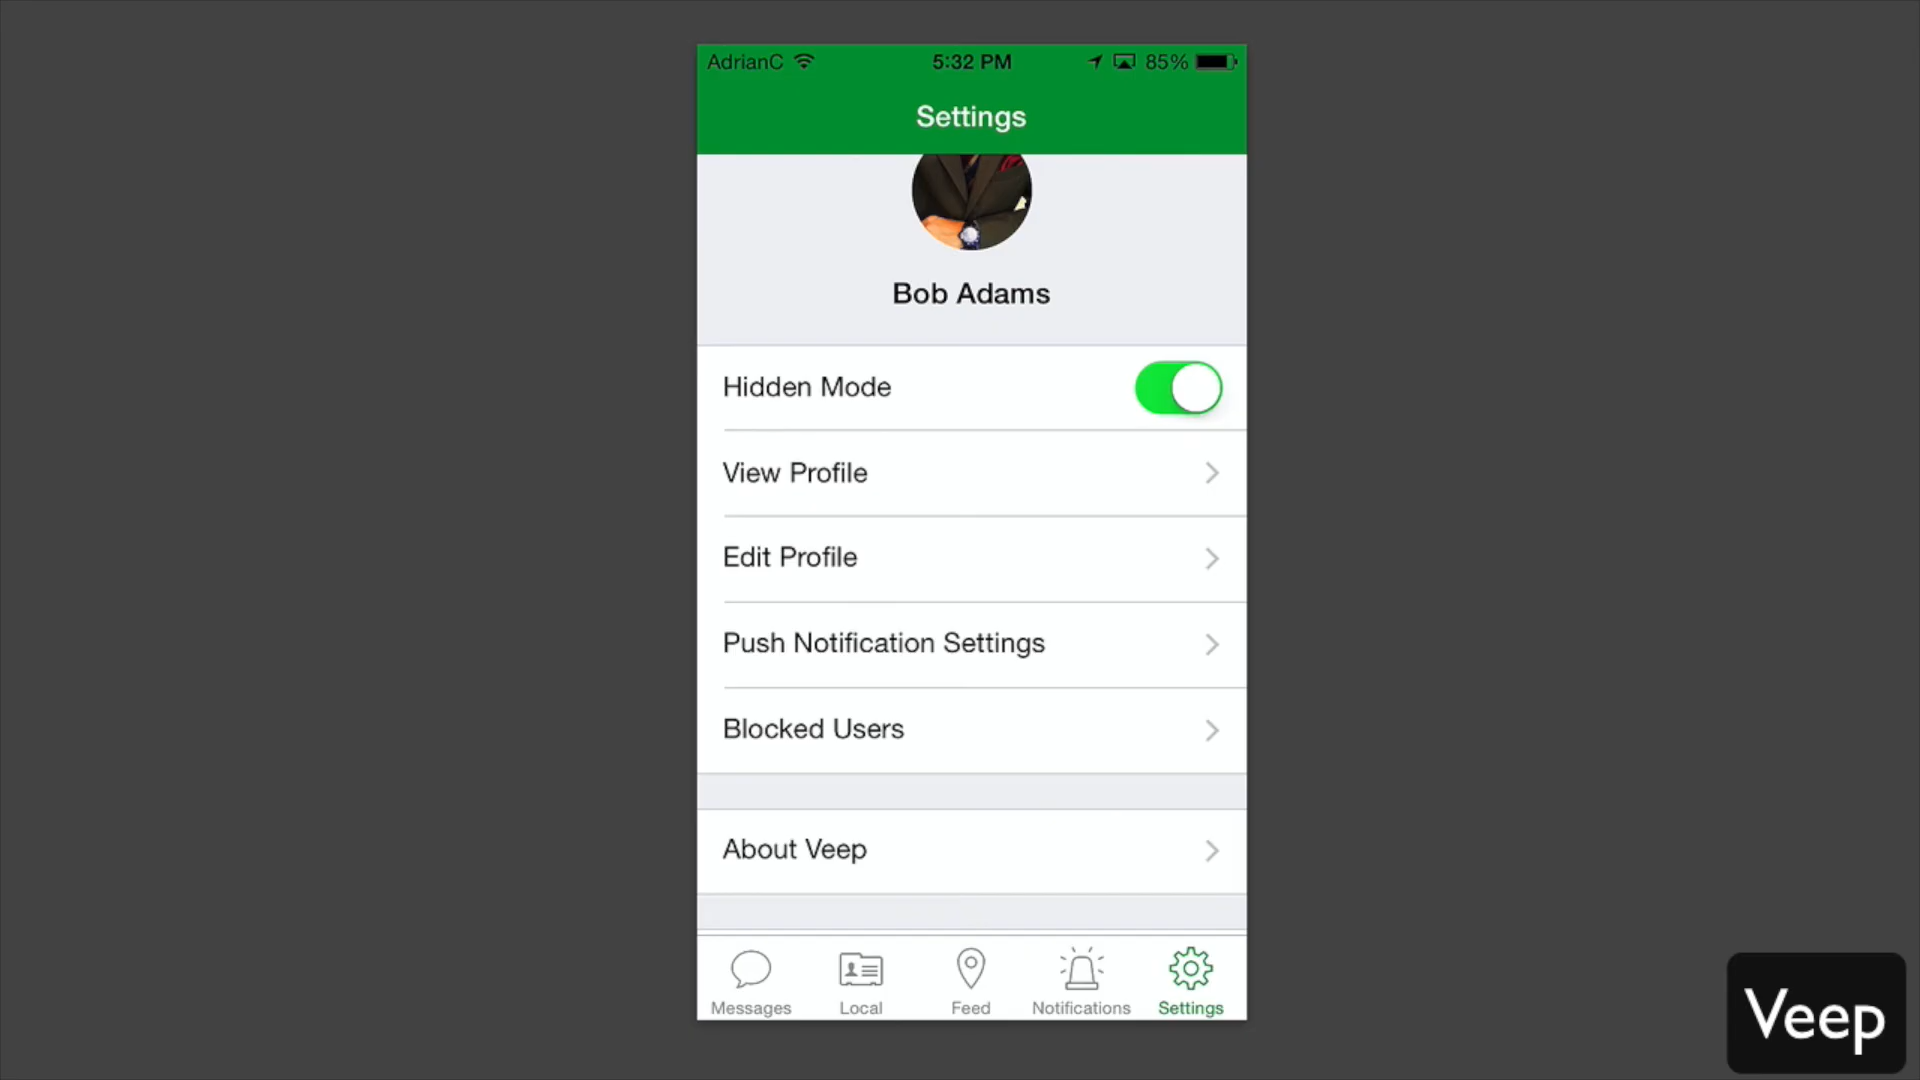 AdrianC 5:32 PM 85%
Settings
Bob Adams
Hidden Mode
View Profile
Edit Profile
Push Notification Settings
Blocked Users
About Veep
Messages Local Feed Notifications Settings
Veep